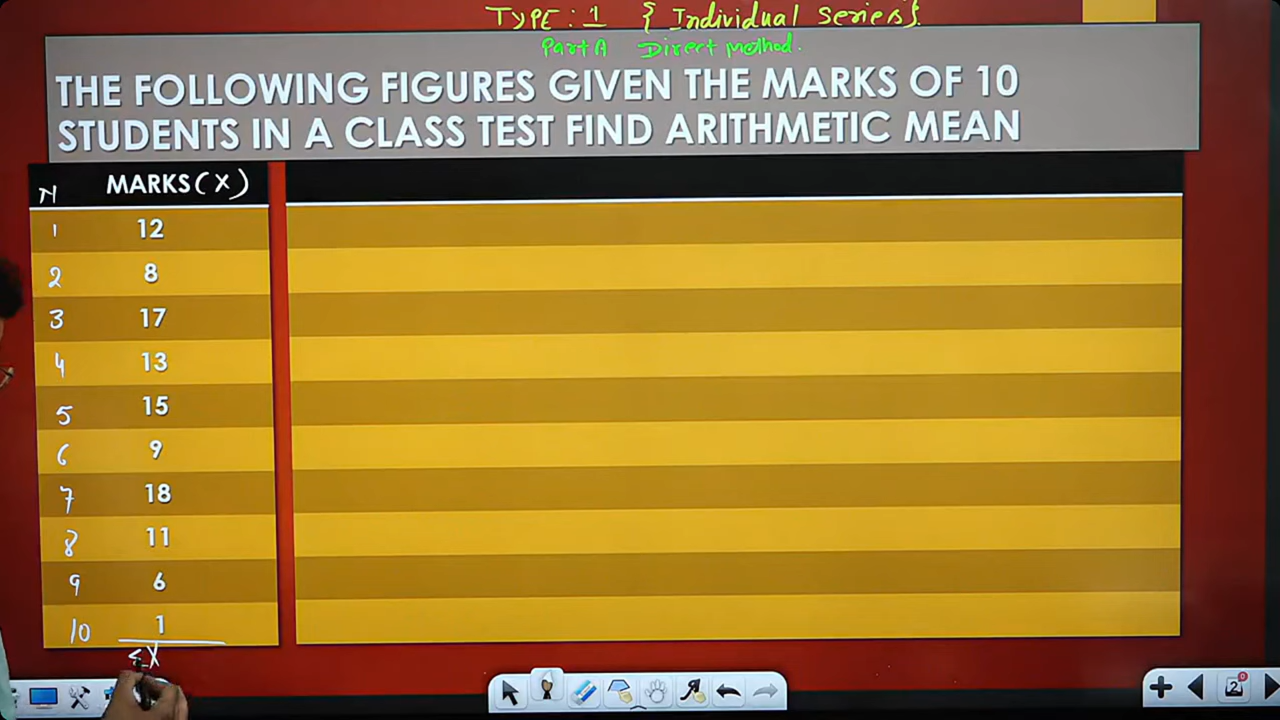 TYPE : 1 { Individual Series}.
Part A Direct method.
THE FOLLOWING FIGURES GIVEN THE MARKS OF 10
STUDENTS IN A CLASS TEST FIND ARITHMETIC MEAN
N MARKS (X)
1 12
2 8
3 17
4 13
5 15
6 9
7 18
8 11
9 6
10 1
ΣX
2